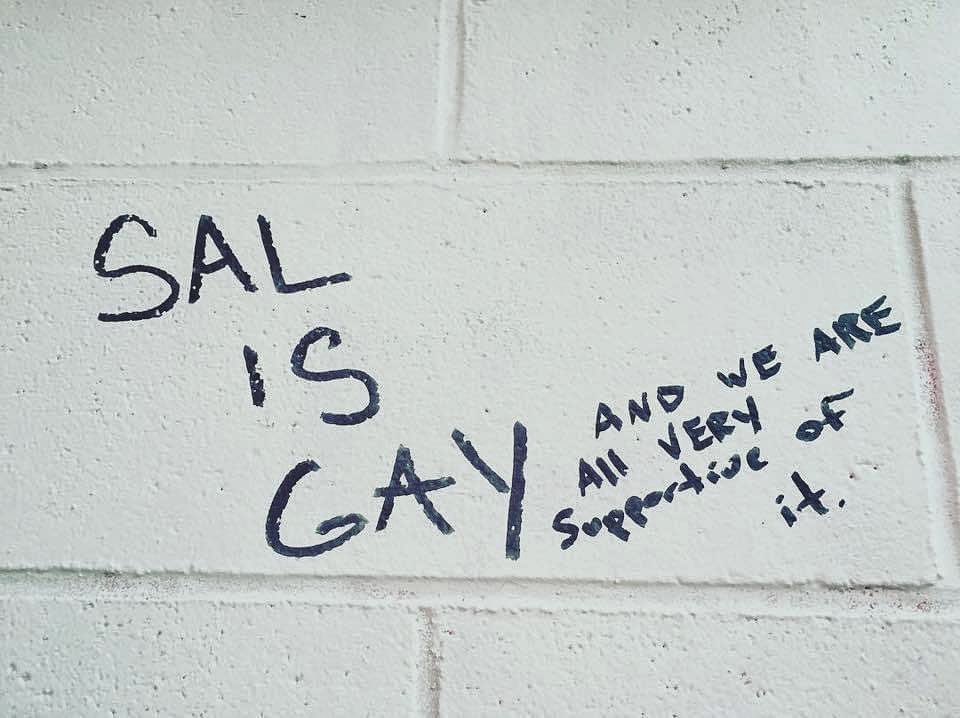 SAL
IS
GAY
AND WE ARE
All VERY
Supportive of
it.